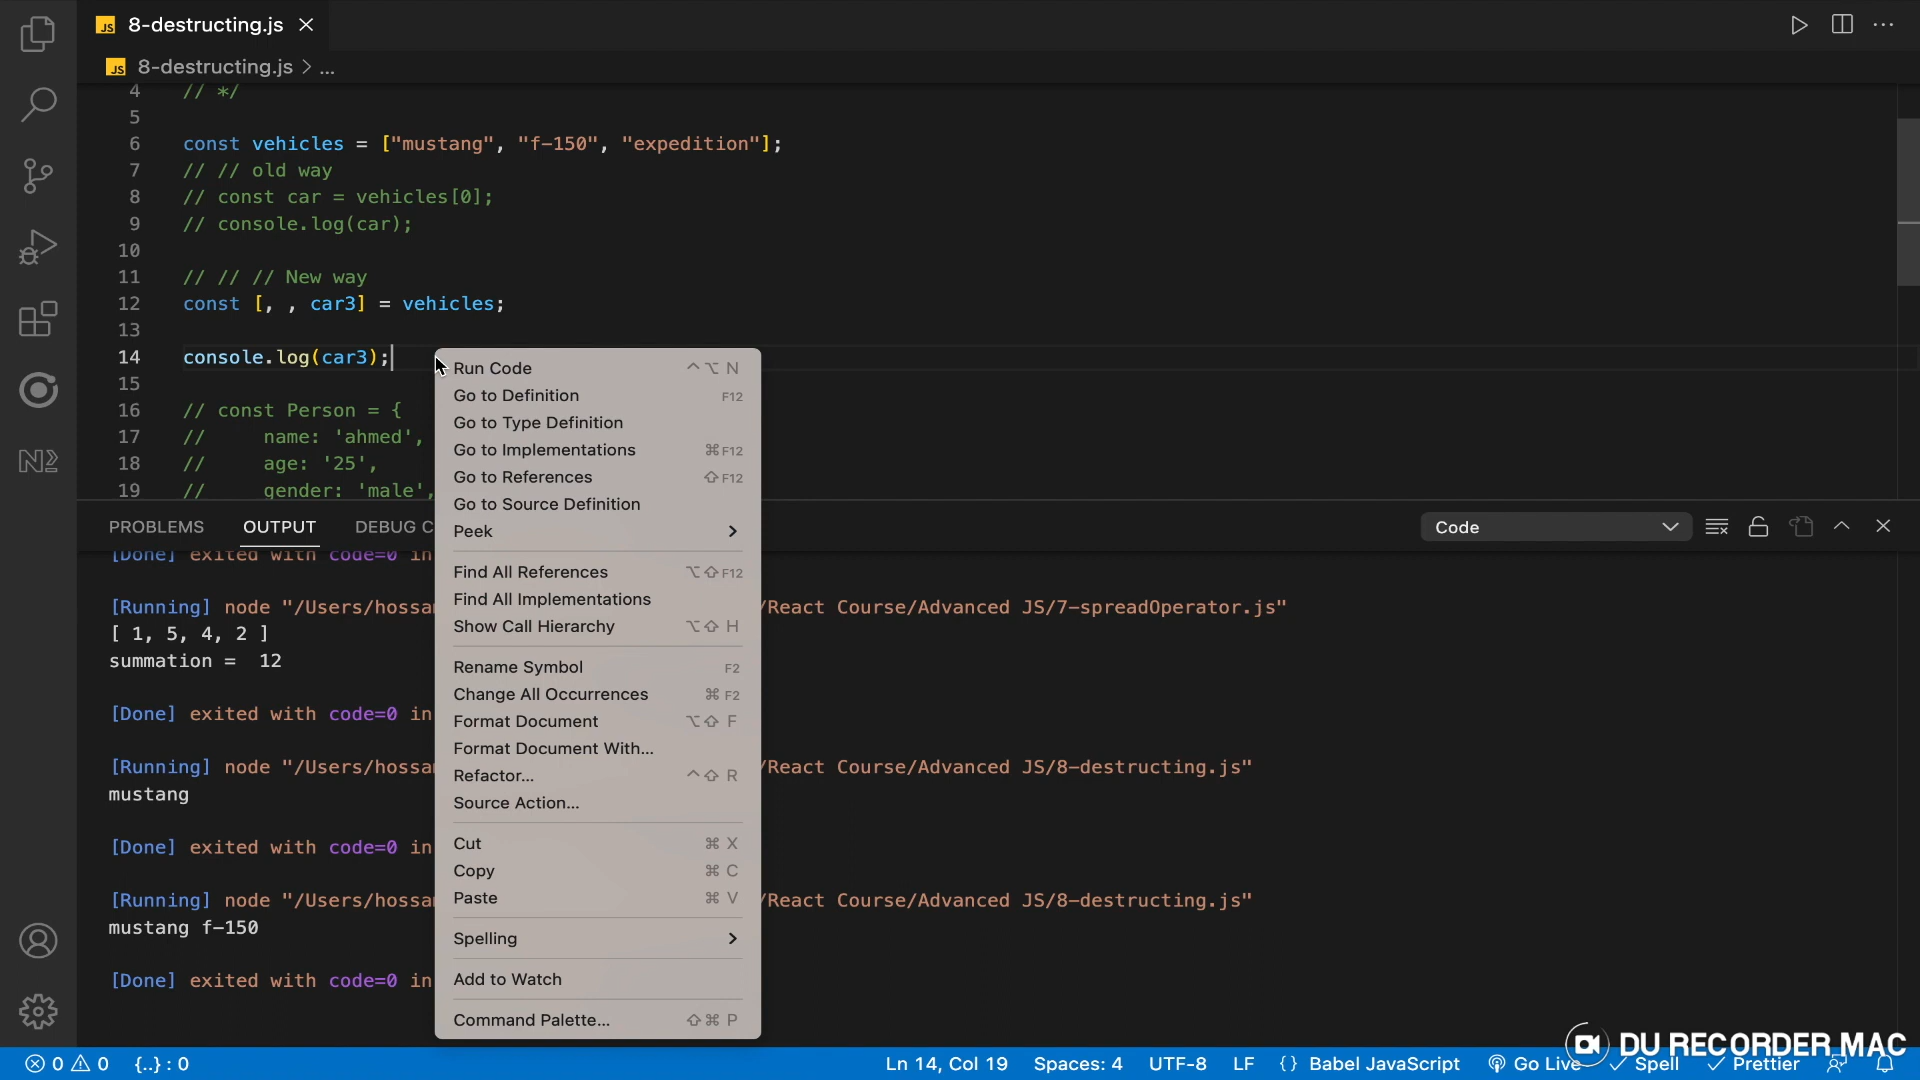 JS 8-destructing.js
JS 8-destructing.js > ...
4 // */
5
6 const vehicles = ["mustang", "f-150", "expedition"];
7 // // old way
8 // const car = vehicles[0];
9 // console.log(car);
10
11 // // // New way
12 const [, , car3] = vehicles;
13
14 console.log(car3);
15
16 // const Person = {
17 // name: 'ahmed',
18 // age: '25',
19 // gender: 'male',
Run Code ^⌥ N
Go to Definition F12
Go to Type Definition
Go to Implementations ⌘F12
Go to References ⇧F12
Go to Source Definition
Peek
Find All References ⌥⇧F12
Find All Implementations
Show Call Hierarchy ⌥⇧ H
Rename Symbol F2
Change All Occurrences ⌘ F2
Format Document ⌥⇧ F
Format Document With...
Refactor... ^⇧ R
Source Action...
Cut ⌘ X
Copy ⌘ C
Paste ⌘ V
Spelling
Add to Watch
Command Palette... ⇧⌘ P
PROBLEMS OUTPUT DEBUG C Code
[Done] exited with code=0 in
[Running] node "/Users/hossa /React Course/Advanced JS/7-spreadOperator.js"
[ 1, 5, 4, 2 ]
summation = 12
[Done] exited with code=0 in
[Running] node "/Users/hossa /React Course/Advanced JS/8-destructing.js"
mustang
[Done] exited with code=0 in
[Running] node "/Users/hossa /React Course/Advanced JS/8-destructing.js"
mustang f-150
[Done] exited with code=0 in
DU RECORDER MAC
0 0 {..} : 0 Ln 14, Col 19 Spaces: 4 UTF-8 LF {} Babel JavaScript Go Live Spell Prettier